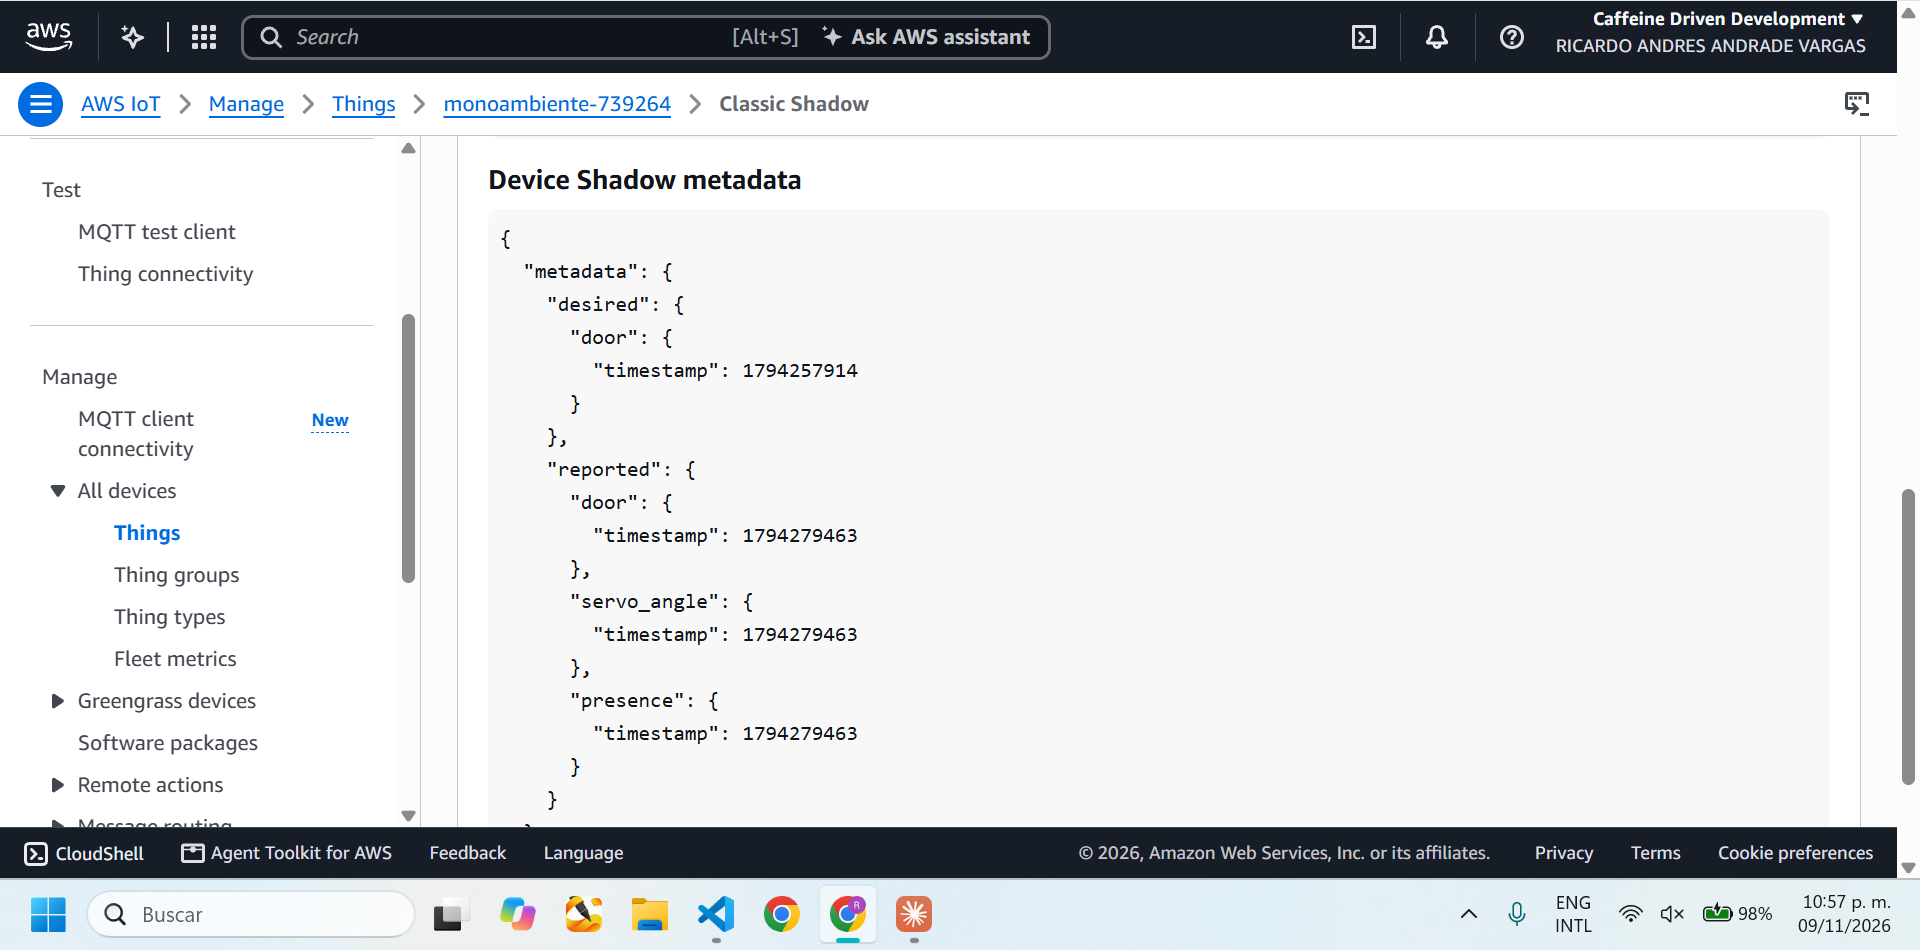 aws
Search
[Alt+S]
Ask AWS assistant
Caffeine Driven Development
RICARDO ANDRES ANDRADE VARGAS
AWS IoT
Manage
Things
monoambiente-739264
Classic Shadow
Test
MQTT test client
Thing connectivity
Manage
MQTT client
connectivity
New
All devices
Things
Thing groups
Thing types
Fleet metrics
Greengrass devices
Software packages
Remote actions
Message routing
Device Shadow metadata
{
"metadata": {
"desired": {
"door": {
"timestamp": 1794257914
}
},
"reported": {
"door": {
"timestamp": 1794279463
},
"servo_angle": {
"timestamp": 1794279463
},
"presence": {
"timestamp": 1794279463
}
}
CloudShell
Agent Toolkit for AWS
Feedback
Language
© 2026, Amazon Web Services, Inc. or its affiliates.
Privacy
Terms
Cookie preferences
Buscar
R
ENG
INTL
98%
10:57 p. m.
09/11/2026